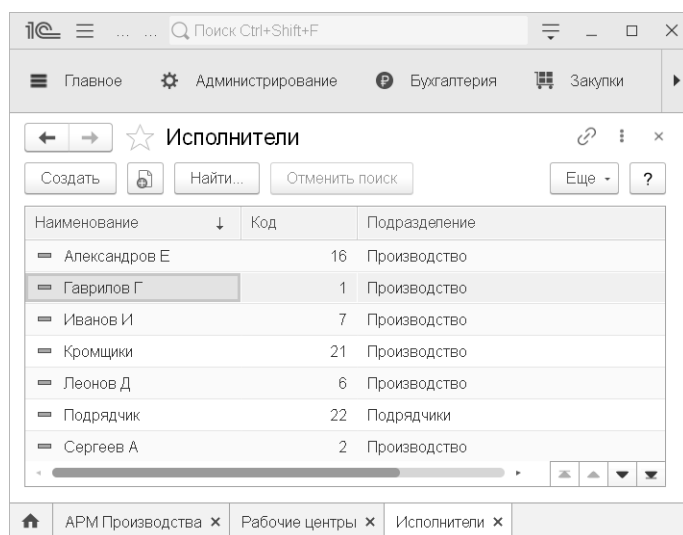 1С ... ... Поиск Ctrl+Shift+F
Главное Администрирование Бухгалтерия Закупки
Исполнители
Создать Найти... Отменить поиск Еще ?
Наименование Код Подразделение
Александров Е 16 Производство
Гаврилов Г 1 Производство
Иванов И 7 Производство
Кромщики 21 Производство
Леонов Д 6 Производство
Подрядчик 22 Подрядчики
Сергеев А 2 Производство
АРМ Производства Рабочие центры Исполнители